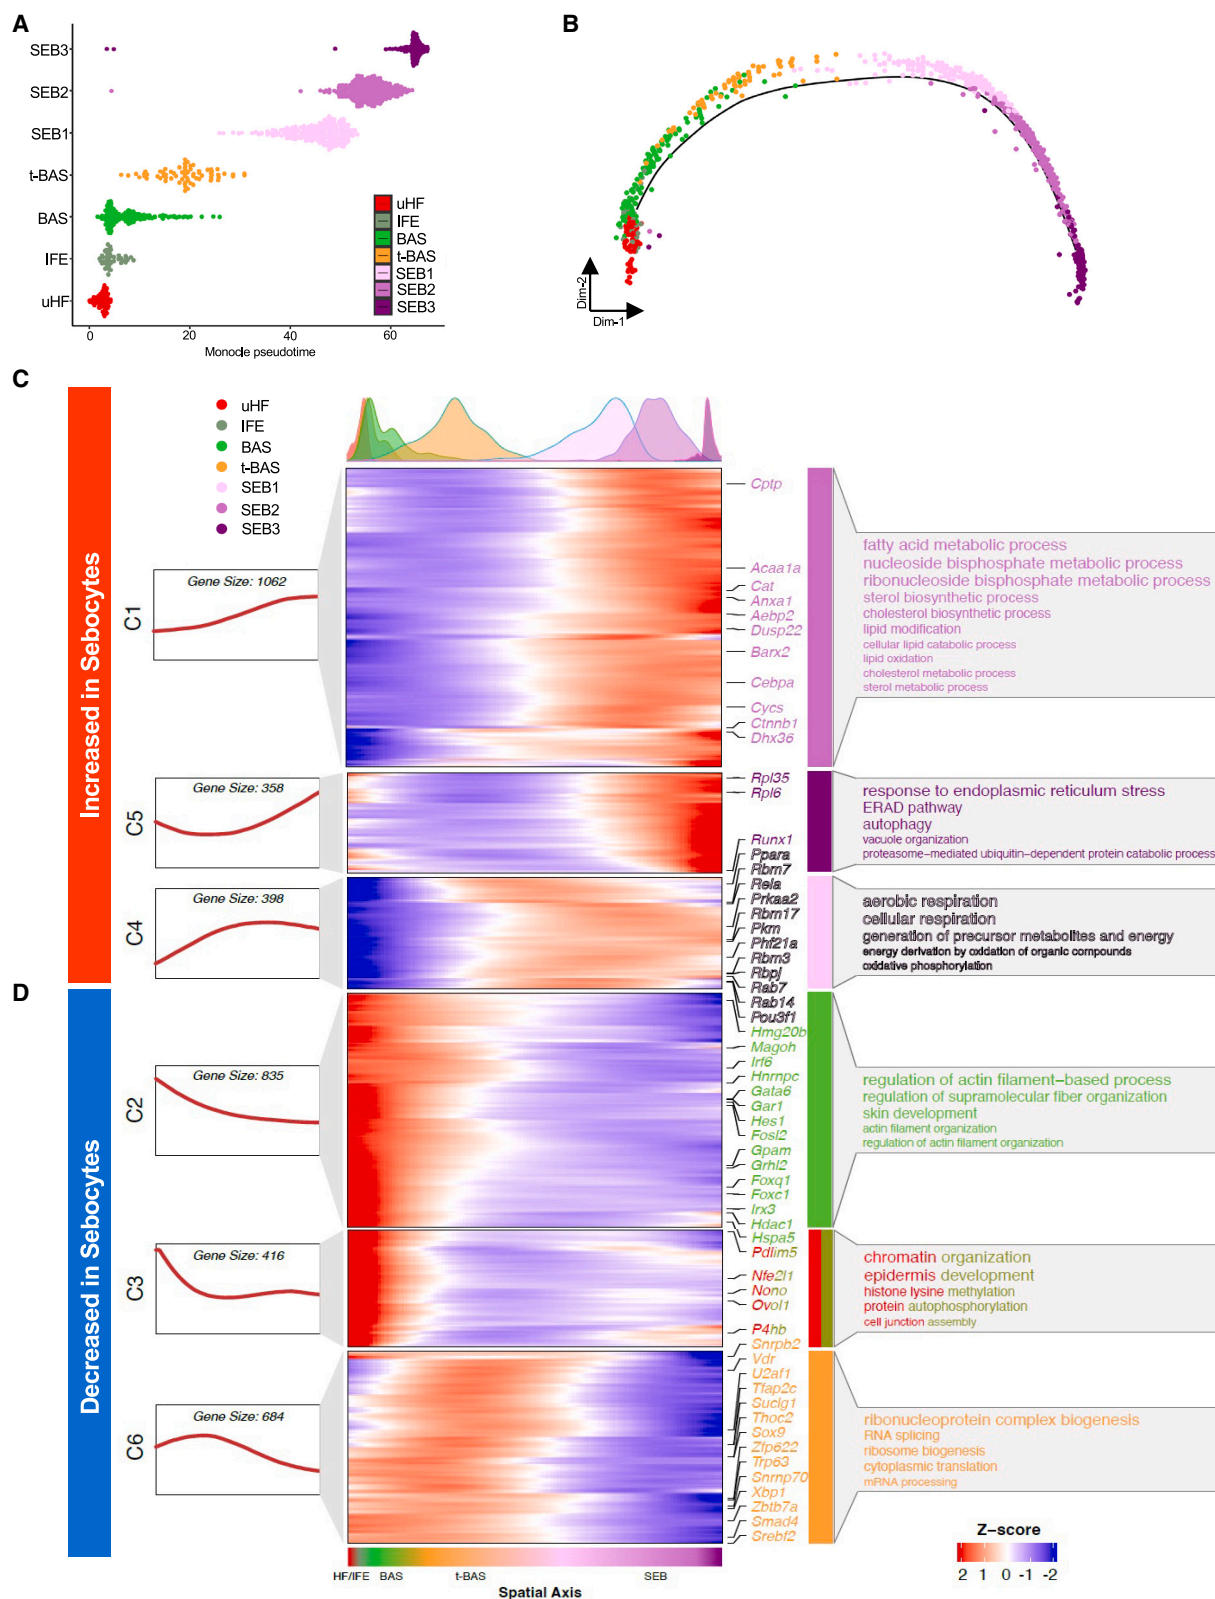 A
SEB3
SEB2
SEB1
t-BAS
BAS
IFE
uHF
0 20 40 60
Monocle pseudotime
uHF
IFE
BAS
t-BAS
SEB1
SEB2
SEB3
B
Dim-2
Dim-1
C
Increased in Sebocytes
uHF
IFE
BAS
t-BAS
SEB1
SEB2
SEB3
C1
Gene Size: 1062
Cptp
Acaa1a
Cat
Anxa1
Aebp2
Dusp22
Barx2
Cebpa
Cycs
Ctnnb1
Dhx36
fatty acid metabolic process
nucleoside bisphosphate metabolic process
ribonucleoside bisphosphate metabolic process
sterol biosynthetic process
cholesterol biosynthetic process
lipid modification
cellular lipid catabolic process
lipid oxidation
cholesterol metabolic process
sterol metabolic process
C5
Gene Size: 358
Rpl35
Rpl6
Runx1
Ppara
Rbm7
Rela
Prkaa2
Rbm17
Pkm
Phf21a
Rbm3
Rbpj
Rab7
Rab14
Pou3f1
response to endoplasmic reticulum stress
ERAD pathway
autophagy
vacuole organization
proteasome−mediated ubiquitin−dependent protein catabolic process
C4
Gene Size: 398
aerobic respiration
cellular respiration
generation of precursor metabolites and energy
energy derivation by oxidation of organic compounds
oxidative phosphorylation
D
Decreased in Sebocytes
C2
Gene Size: 835
Hmg20b
Magoh
Irf6
Hnrnpc
Gata6
Gar1
Hes1
Fosl2
Gpam
Grhl2
Foxq1
Foxc1
Irx3
Hdac1
Hspa5
regulation of actin filament−based process
regulation of supramolecular fiber organization
skin development
actin filament organization
regulation of actin filament organization
C3
Gene Size: 416
Pdlim5
Nfe2l1
Nono
Ovol1
P4hb
chromatin organization
epidermis development
histone lysine methylation
protein autophosphorylation
cell junction assembly
C6
Gene Size: 684
Snrpb2
Vdr
U2af1
Tfap2c
Suclg1
Thoc2
Sox9
Zfp622
Trp63
Snrnp70
Xbp1
Zbtb7a
Smad4
Srebf2
ribonucleoprotein complex biogenesis
RNA splicing
ribosome biogenesis
cytoplasmic translation
mRNA processing
HF/IFE BAS t-BAS SEB
Spatial Axis
Z−score
2 1 0 -1 -2